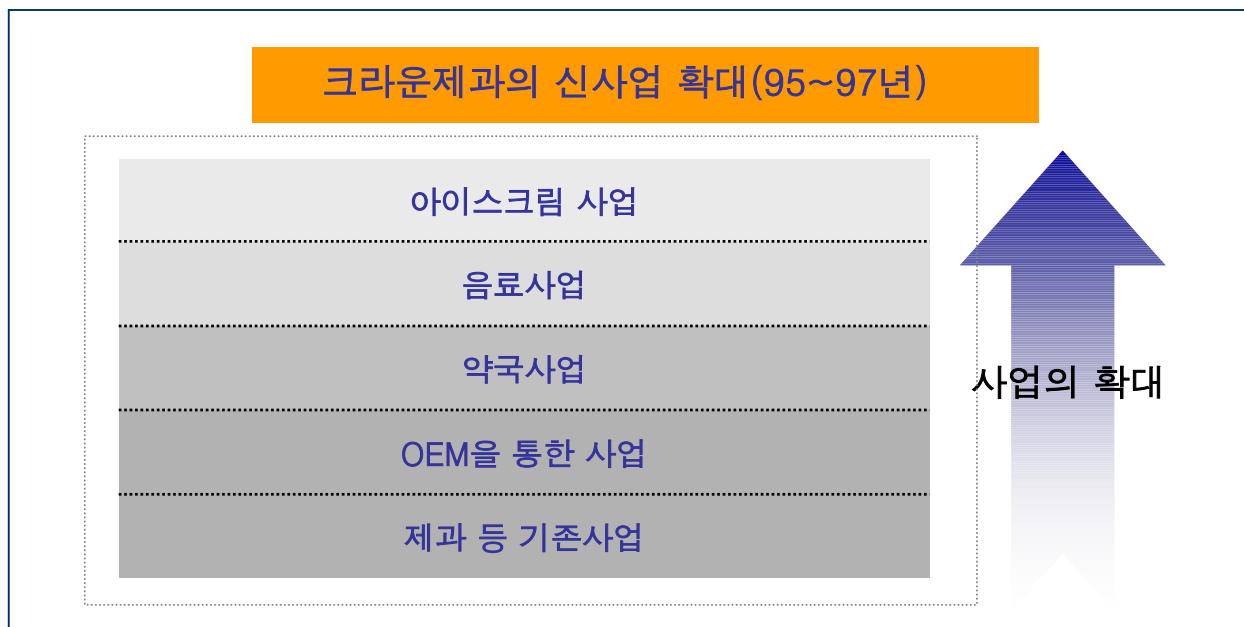 크라운제과의 신사업 확대(95~97년)
아이스크림 사업
음료사업
약국사업
OEM을 통한 사업
제과 등 기존사업
사업의 확대